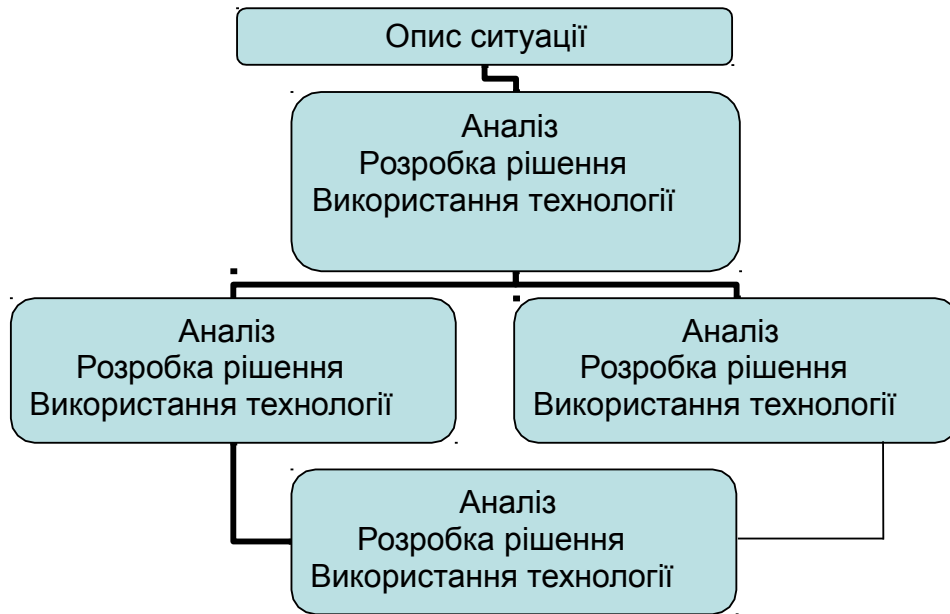 Опис ситуації
Аналіз
Розробка рішення
Використання технології
Аналіз
Розробка рішення
Використання технології
Аналіз
Розробка рішення
Використання технології
Аналіз
Розробка рішення
Використання технології